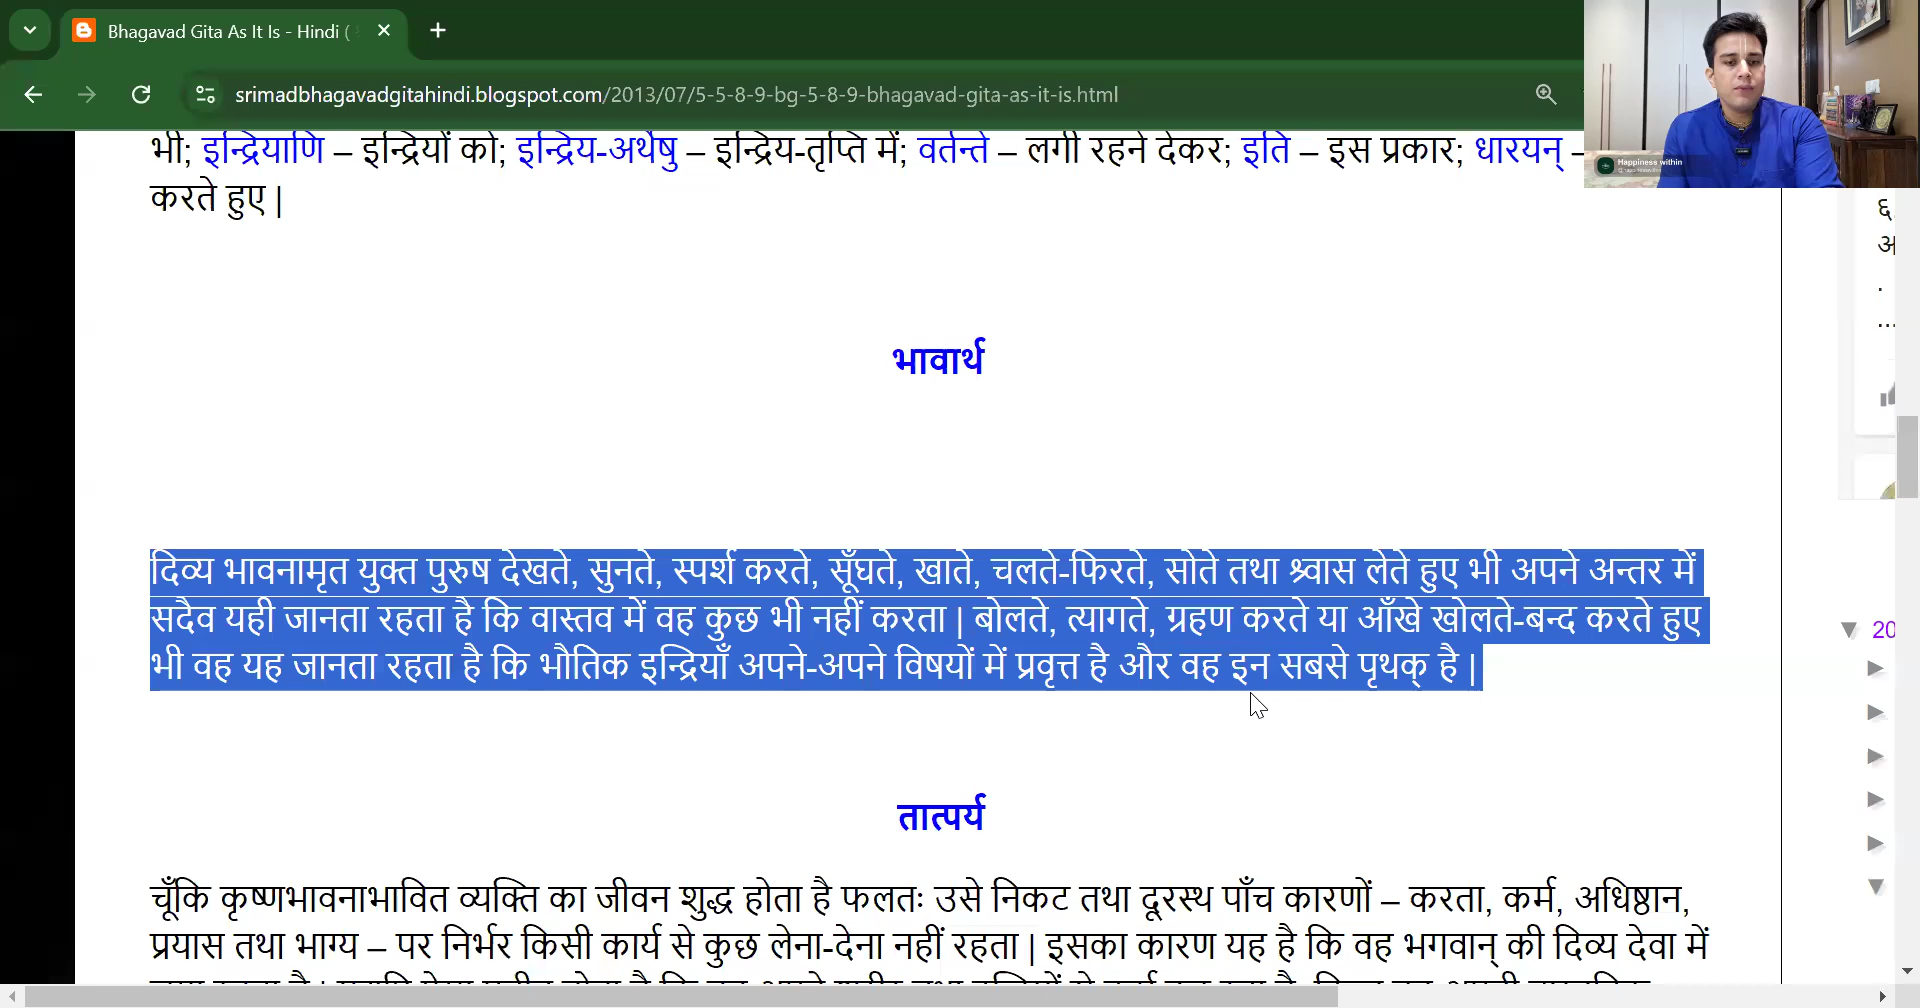 Bhagavad Gita As It Is - Hindi (
srimadbhagavadgitahindi.blogspot.com/2013/07/5-5-8-9-bg-5-8-9-bhagavad-gita-as-it-is.html
Happiness within
भी; इन्द्रियाणि – इन्द्रियों को; इन्द्रिय-अर्थेषु – इन्द्रिय-तृप्ति में; वर्तन्ते – लगी रहने देकर; इति – इस प्रकार; धारयन् –
करते हुए |
भावार्थ
दिव्य भावनामृत युक्त पुरुष देखते, सुनते, स्पर्श करते, सूँघते, खाते, चलते-फिरते, सोते तथा श्वास लेते हुए भी अपने अन्तर में
सदैव यही जानता रहता है कि वास्तव में वह कुछ भी नहीं करता | बोलते, त्यागते, ग्रहण करते या आँखे खोलते-बन्द करते हुए
भी वह यह जानता रहता है कि भौतिक इन्द्रियाँ अपने-अपने विषयों में प्रवृत्त है और वह इन सबसे पृथक् है |
तात्पर्य
चूँकि कृष्णभावनाभावित व्यक्ति का जीवन शुद्ध होता है फलतः उसे निकट तथा दूरस्थ पाँच कारणों – करता, कर्म, अधिष्ठान,
प्रयास तथा भाग्य – पर निर्भर किसी कार्य से कुछ लेना-देना नहीं रहता | इसका कारण यह है कि वह भगवान् की दिव्य देवा में
६
अ
.
...
20